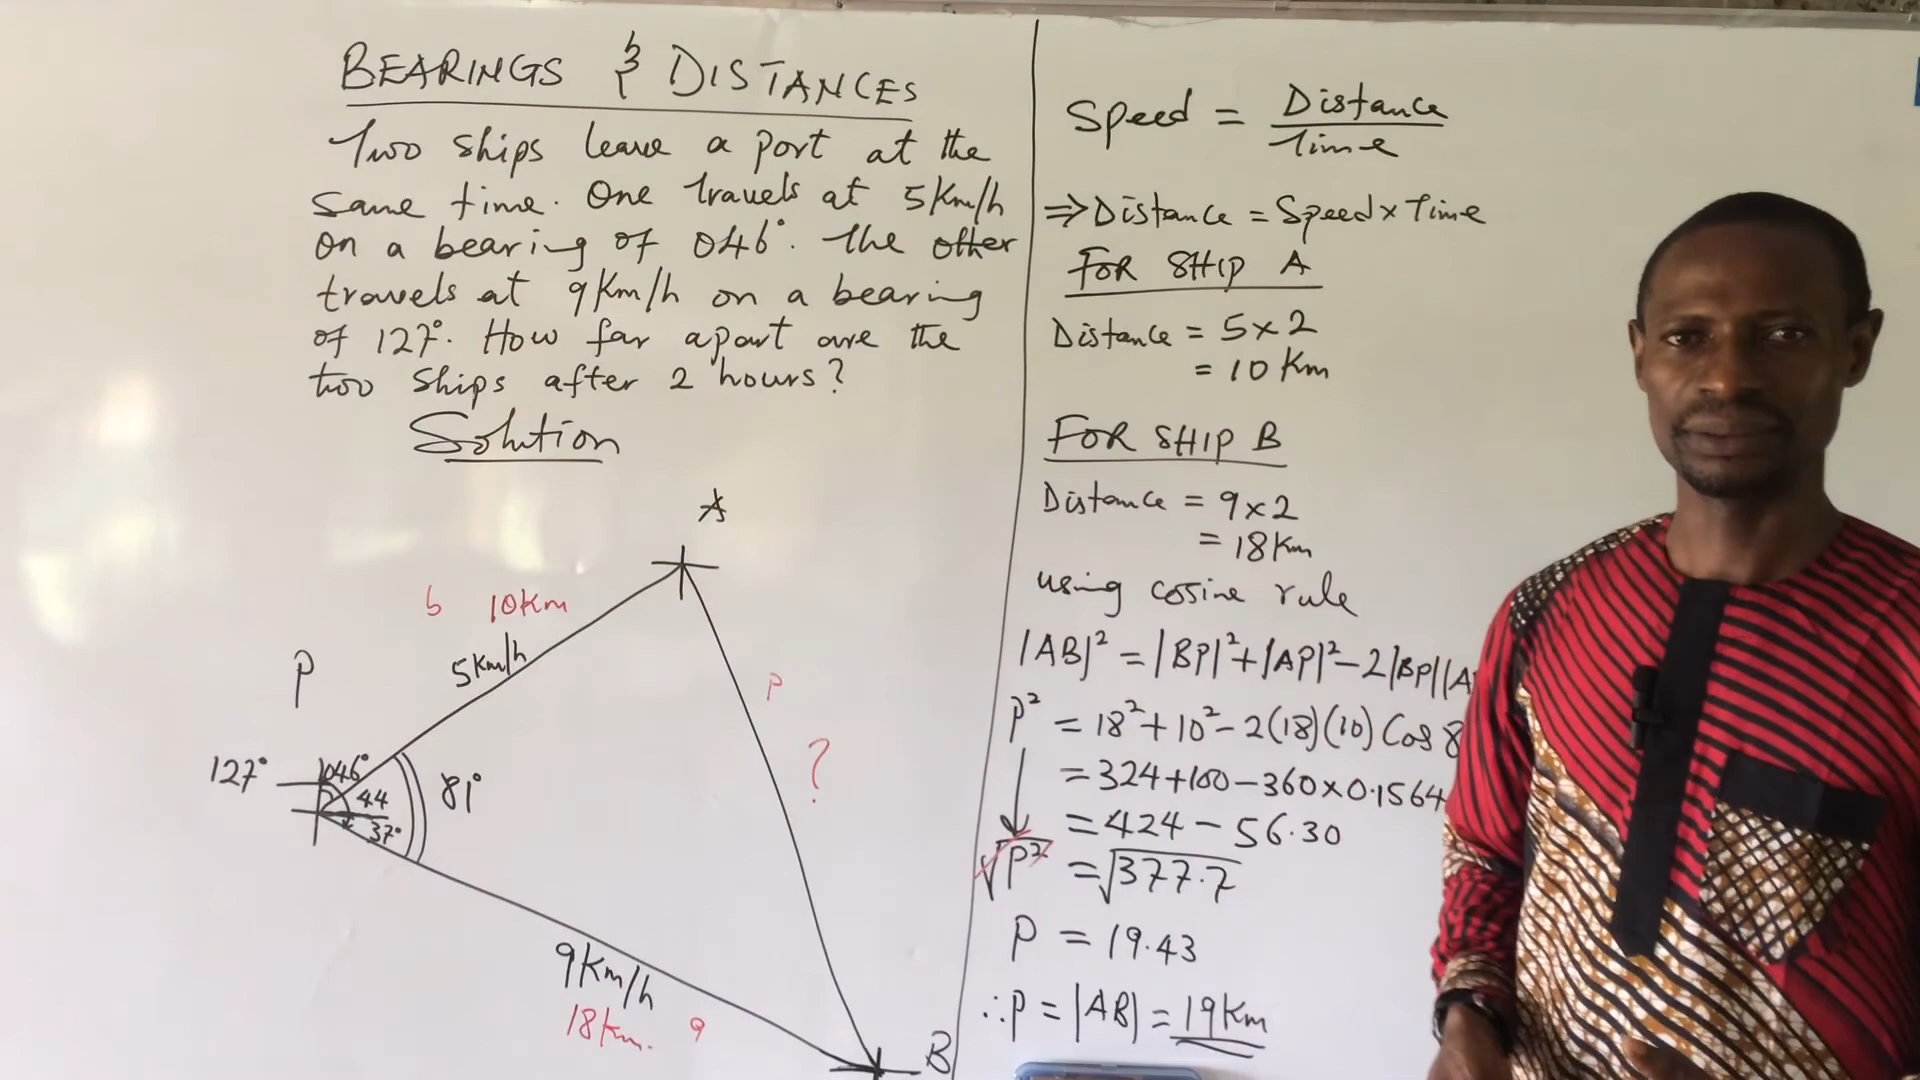 BEARINGS & DISTANCES
Two ships leave a port at the
same time. One travels at 5Km/h
on a bearing of 046°. The other
travels at 9Km/h on a bearing
of 127°. How far apart are the
two ships after 2 hours?
Solution
A
10Km
5Km/h
P
P
?
127°
046°
44
37°
81°
9Km/h
18Km.
B
Speed = Distance
Time
⇒ Distance = Speed × Time
FOR SHIP A
Distance = 5 × 2
= 10 Km
FOR SHIP B
Distance = 9 × 2
= 18Km
using cosine rule
|AB|² = |BP|² + |AP|² - 2|BP||A
P² = 18² + 10² - 2(18)(10) Cos 8
= 324 + 100 - 360 × 0.1564
= 424 - 56.30
√P² = √377.7
P = 19.43
∴ P = |AB| = 19Km